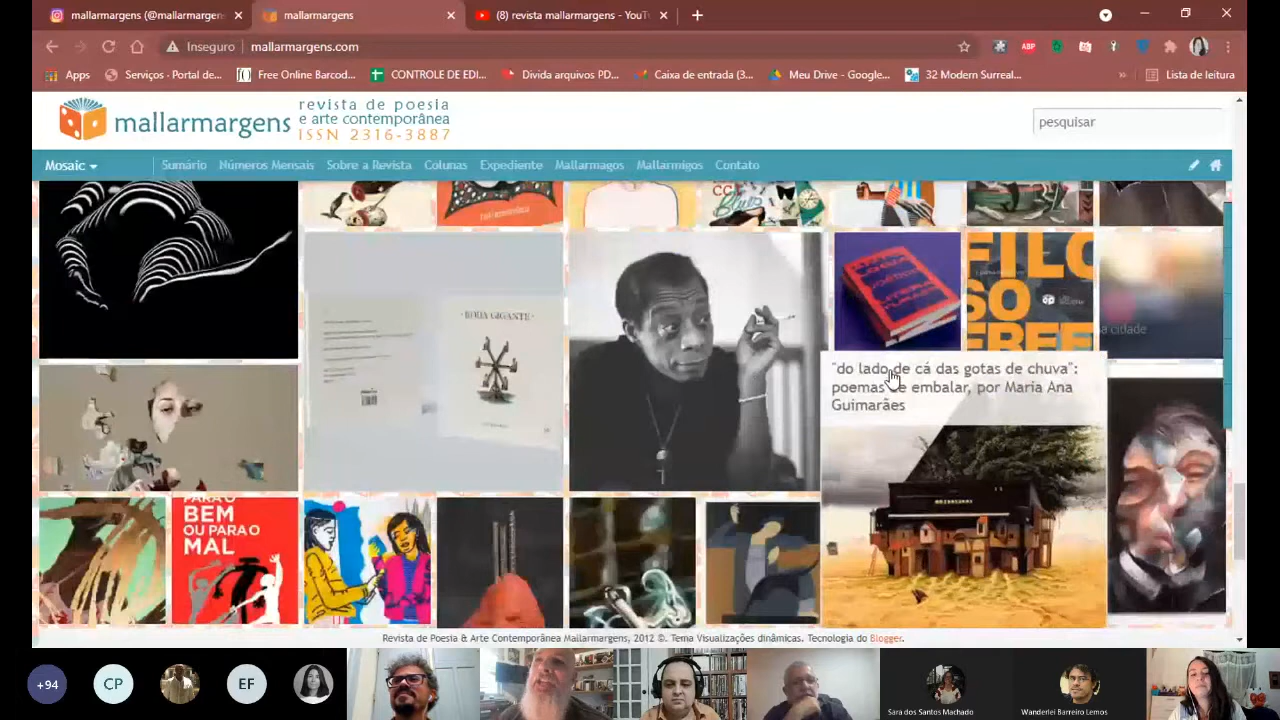 mallarmargens (@mallarmargen
mallarmargens
(8) revista mallarmargens - YouT
Inseguro
mallarmargens.com
ABP
Apps
Serviços - Portal de...
Free Online Barcod...
CONTROLE DE EDI...
Divida arquivos PD...
Caixa de entrada (3...
Meu Drive - Google...
32 Modern Surreal...
»
Lista de leitura
mallarmargens
revista de poesia
e arte contemporânea
ISSN 2316-3887
pesquisar
Mosaic
Sumário
Números Mensais
Sobre a Revista
Colunas
Expediente
Mallarmagos
Mallarmigos
Contato
RODA GIGANTE
FILO
SO
FREE
a cidade
"do lado de cá das gotas de chuva":
poemas de embalar, por Maria Ana
Guimarães
PARA O
BEM
OU PARA O
MAL
Revista de Poesia & Arte Contemporânea Mallarmargens, 2012 ©. Tema Visualizações dinâmicas. Tecnologia do Blogger.
+94
CP
EF
Sara dos Santos Machado
Wanderlei Barreiro Lemos